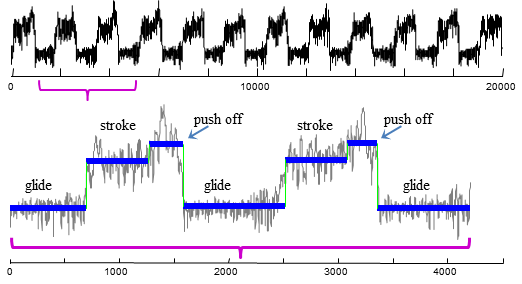 0 10000 20000
stroke push off stroke push off
glide glide glide
0 1000 2000 3000 4000